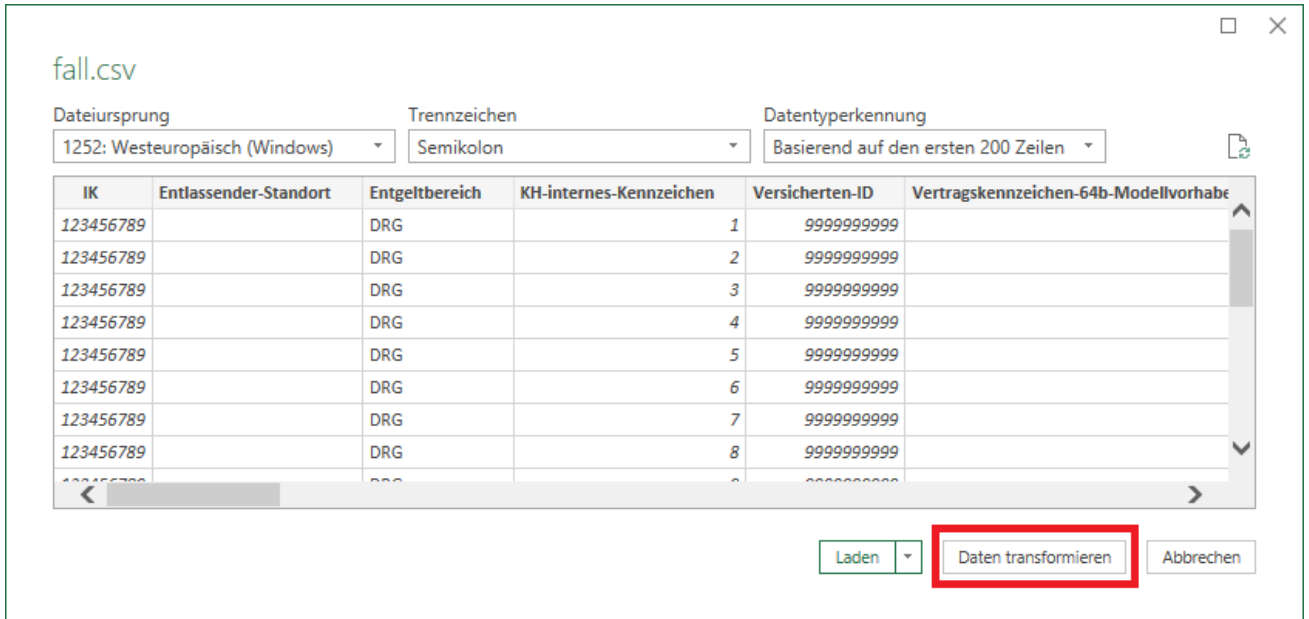 fall.csv
Dateiursprung Trennzeichen Datentyperkennung
1252: Westeuropäisch (Windows) Semikolon Basierend auf den ersten 200 Zeilen
IK Entlassender-Standort Entgeltbereich KH-internes-Kennzeichen Versicherten-ID Vertragskennzeichen-64b-Modellvorhabe
123456789 DRG 1 9999999999
123456789 DRG 2 9999999999
123456789 DRG 3 9999999999
123456789 DRG 4 9999999999
123456789 DRG 5 9999999999
123456789 DRG 6 9999999999
123456789 DRG 7 9999999999
123456789 DRG 8 9999999999
Laden Daten transformieren Abbrechen